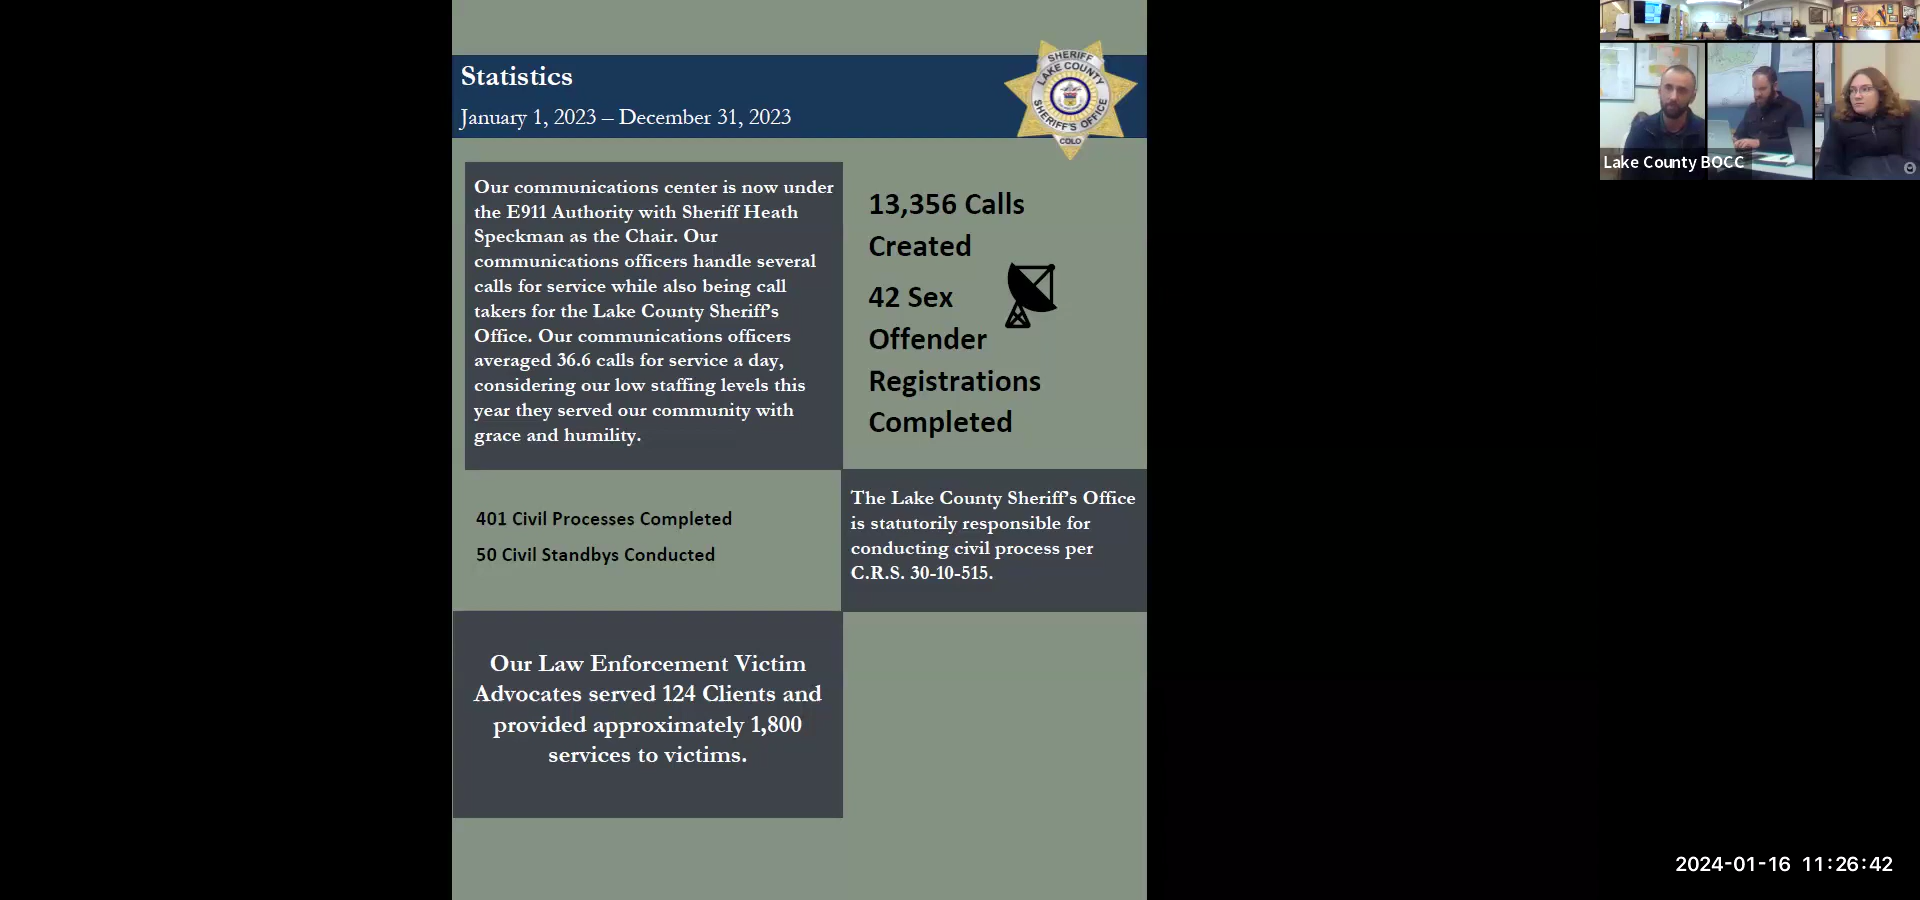 Statistics
January 1, 2023 – December 31, 2023
SHERIFF
LAKE COUNTY
SHERIFF'S OFFICE
COLO
Our communications center is now under
the E911 Authority with Sheriff Heath
Speckman as the Chair. Our
communications officers handle several
calls for service while also being call
takers for the Lake County Sheriff's
Office. Our communications officers
averaged 36.6 calls for service a day,
considering our low staffing levels this
year they served our community with
grace and humility.
13,356 Calls
Created
42 Sex
Offender
Registrations
Completed
401 Civil Processes Completed
50 Civil Standbys Conducted
The Lake County Sheriff's Office
is statutorily responsible for
conducting civil process per
C.R.S. 30-10-515.
Our Law Enforcement Victim
Advocates served 124 Clients and
provided approximately 1,800
services to victims.
Lake County BOCC
2024-01-16 11:26:42